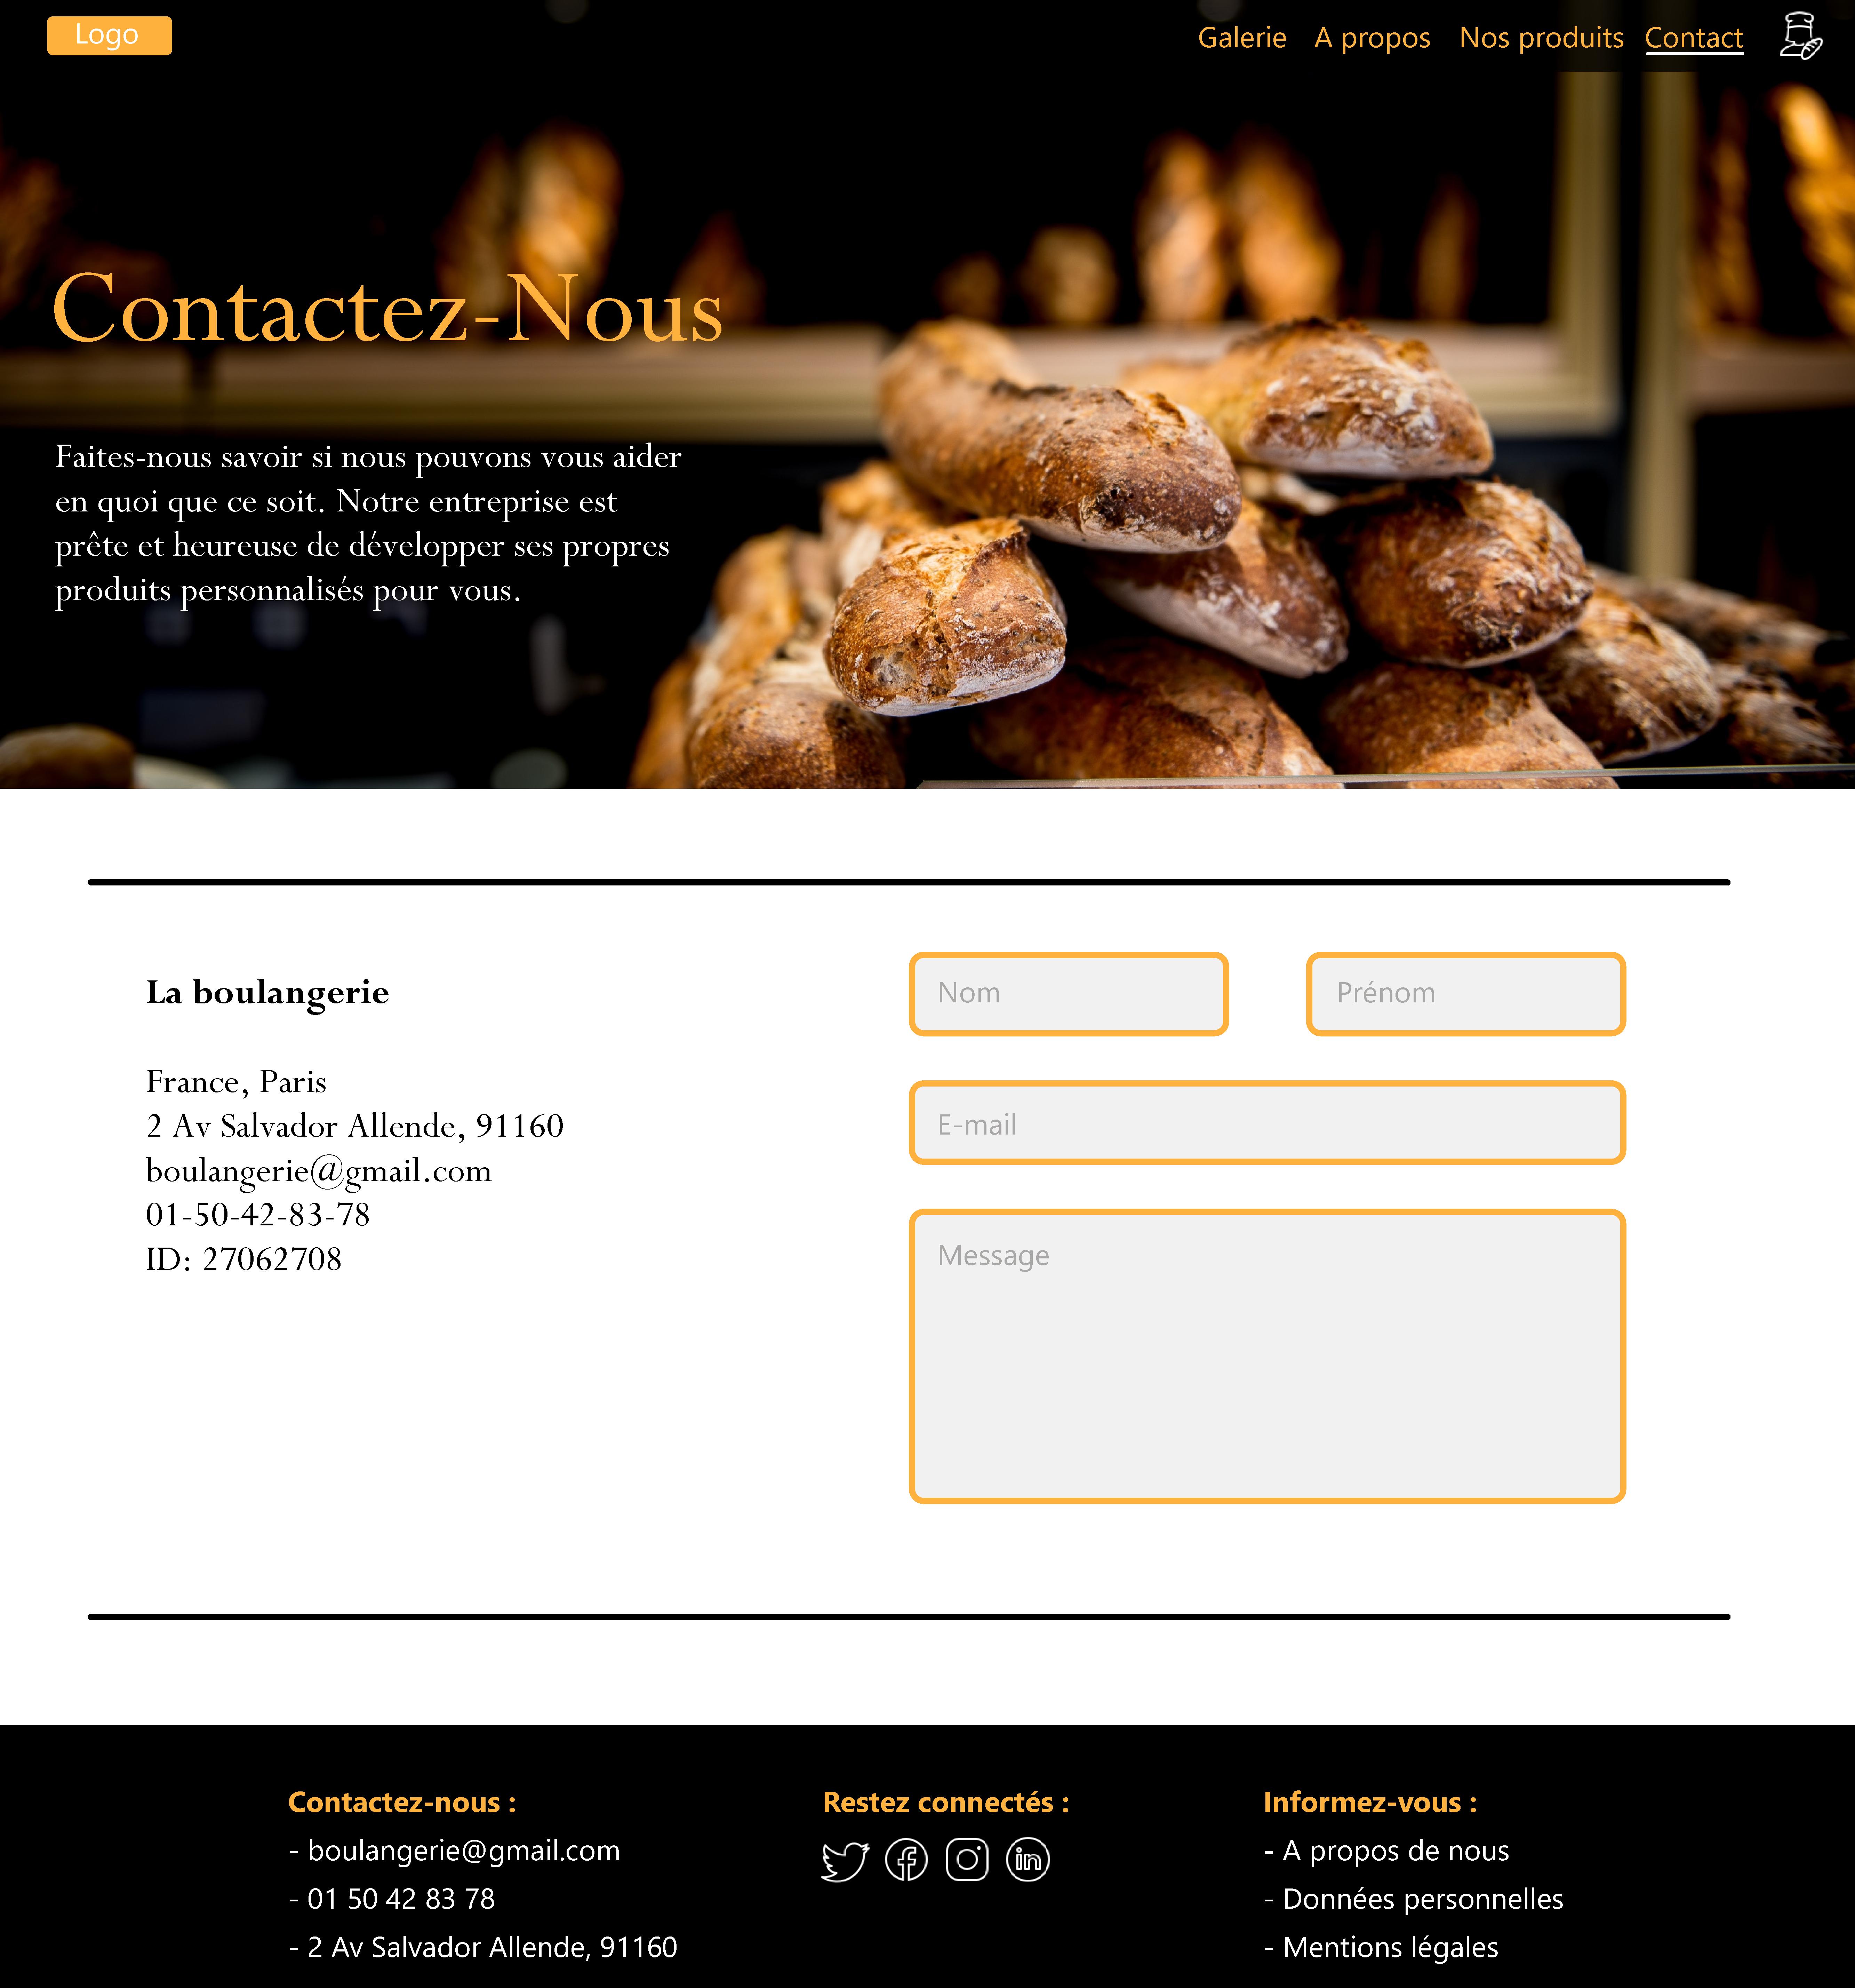 Logo
Galerie A propos Nos produits Contact
Contactez-Nous
Faites-nous savoir si nous pouvons vous aider
en quoi que ce soit. Notre entreprise est
prête et heureuse de développer ses propres
produits personnalisés pour vous.
La boulangerie
France, Paris
2 Av Salvador Allende, 91160
boulangerie@gmail.com
01-50-42-83-78
ID: 27062708
Nom
Prénom
E-mail
Message
Contactez-nous :
- boulangerie@gmail.com
- 01 50 42 83 78
- 2 Av Salvador Allende, 91160
Restez connectés :
in
Informez-vous :
- A propos de nous
- Données personnelles
- Mentions légales